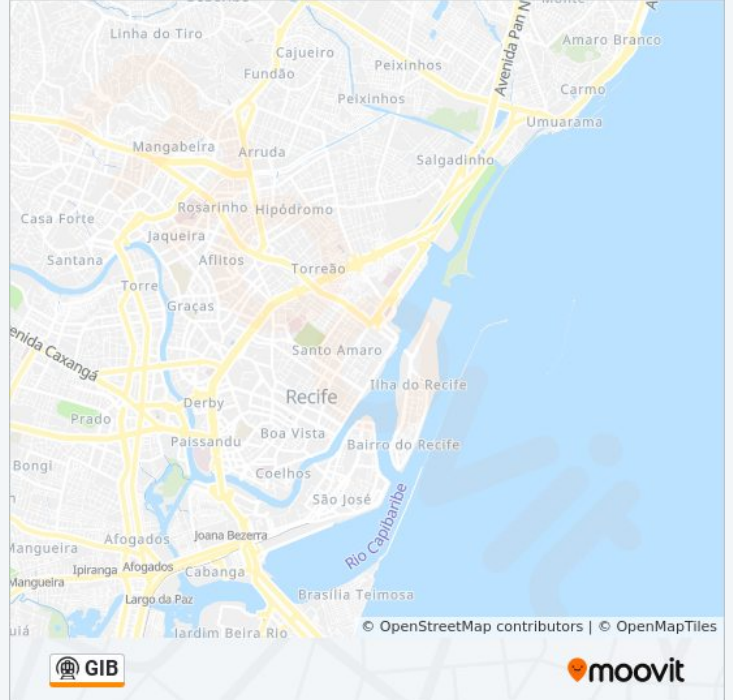 Linha do Tiro
Cajueiro
Fundão
Peixinhos
Peixinhos
Avenida Pan N
Amaro Branco
Carmo
Umuarama
Mangabeira
Arruda
Salgadinho
Casa Forte
Rosarinho
Hipódromo
Jaqueira
Santana
Aflitos
Torreão
Torre
Graças
enida Caxangá
Santo Amaro
Ilha do Recife
Recife
Derby
Prado
Boa Vista
Paissandu
Bairro do Recife
Bongi
Coelhos
São José
Rio Capibaribe
Joana Bezerra
Afogados
Mangueira
Ipiranga
Afogados
Cabanga
Mangueira
Largo da Paz
Brasília Teimosa
uiá
Jardim Beira Rio
© OpenStreetMap contributors | © OpenMapTiles
GIB
moovit